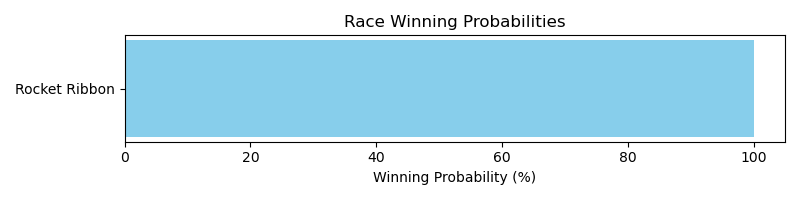 Race Winning Probabilities
Rocket Ribbon
0 20 40 60 80 100
Winning Probability (%)